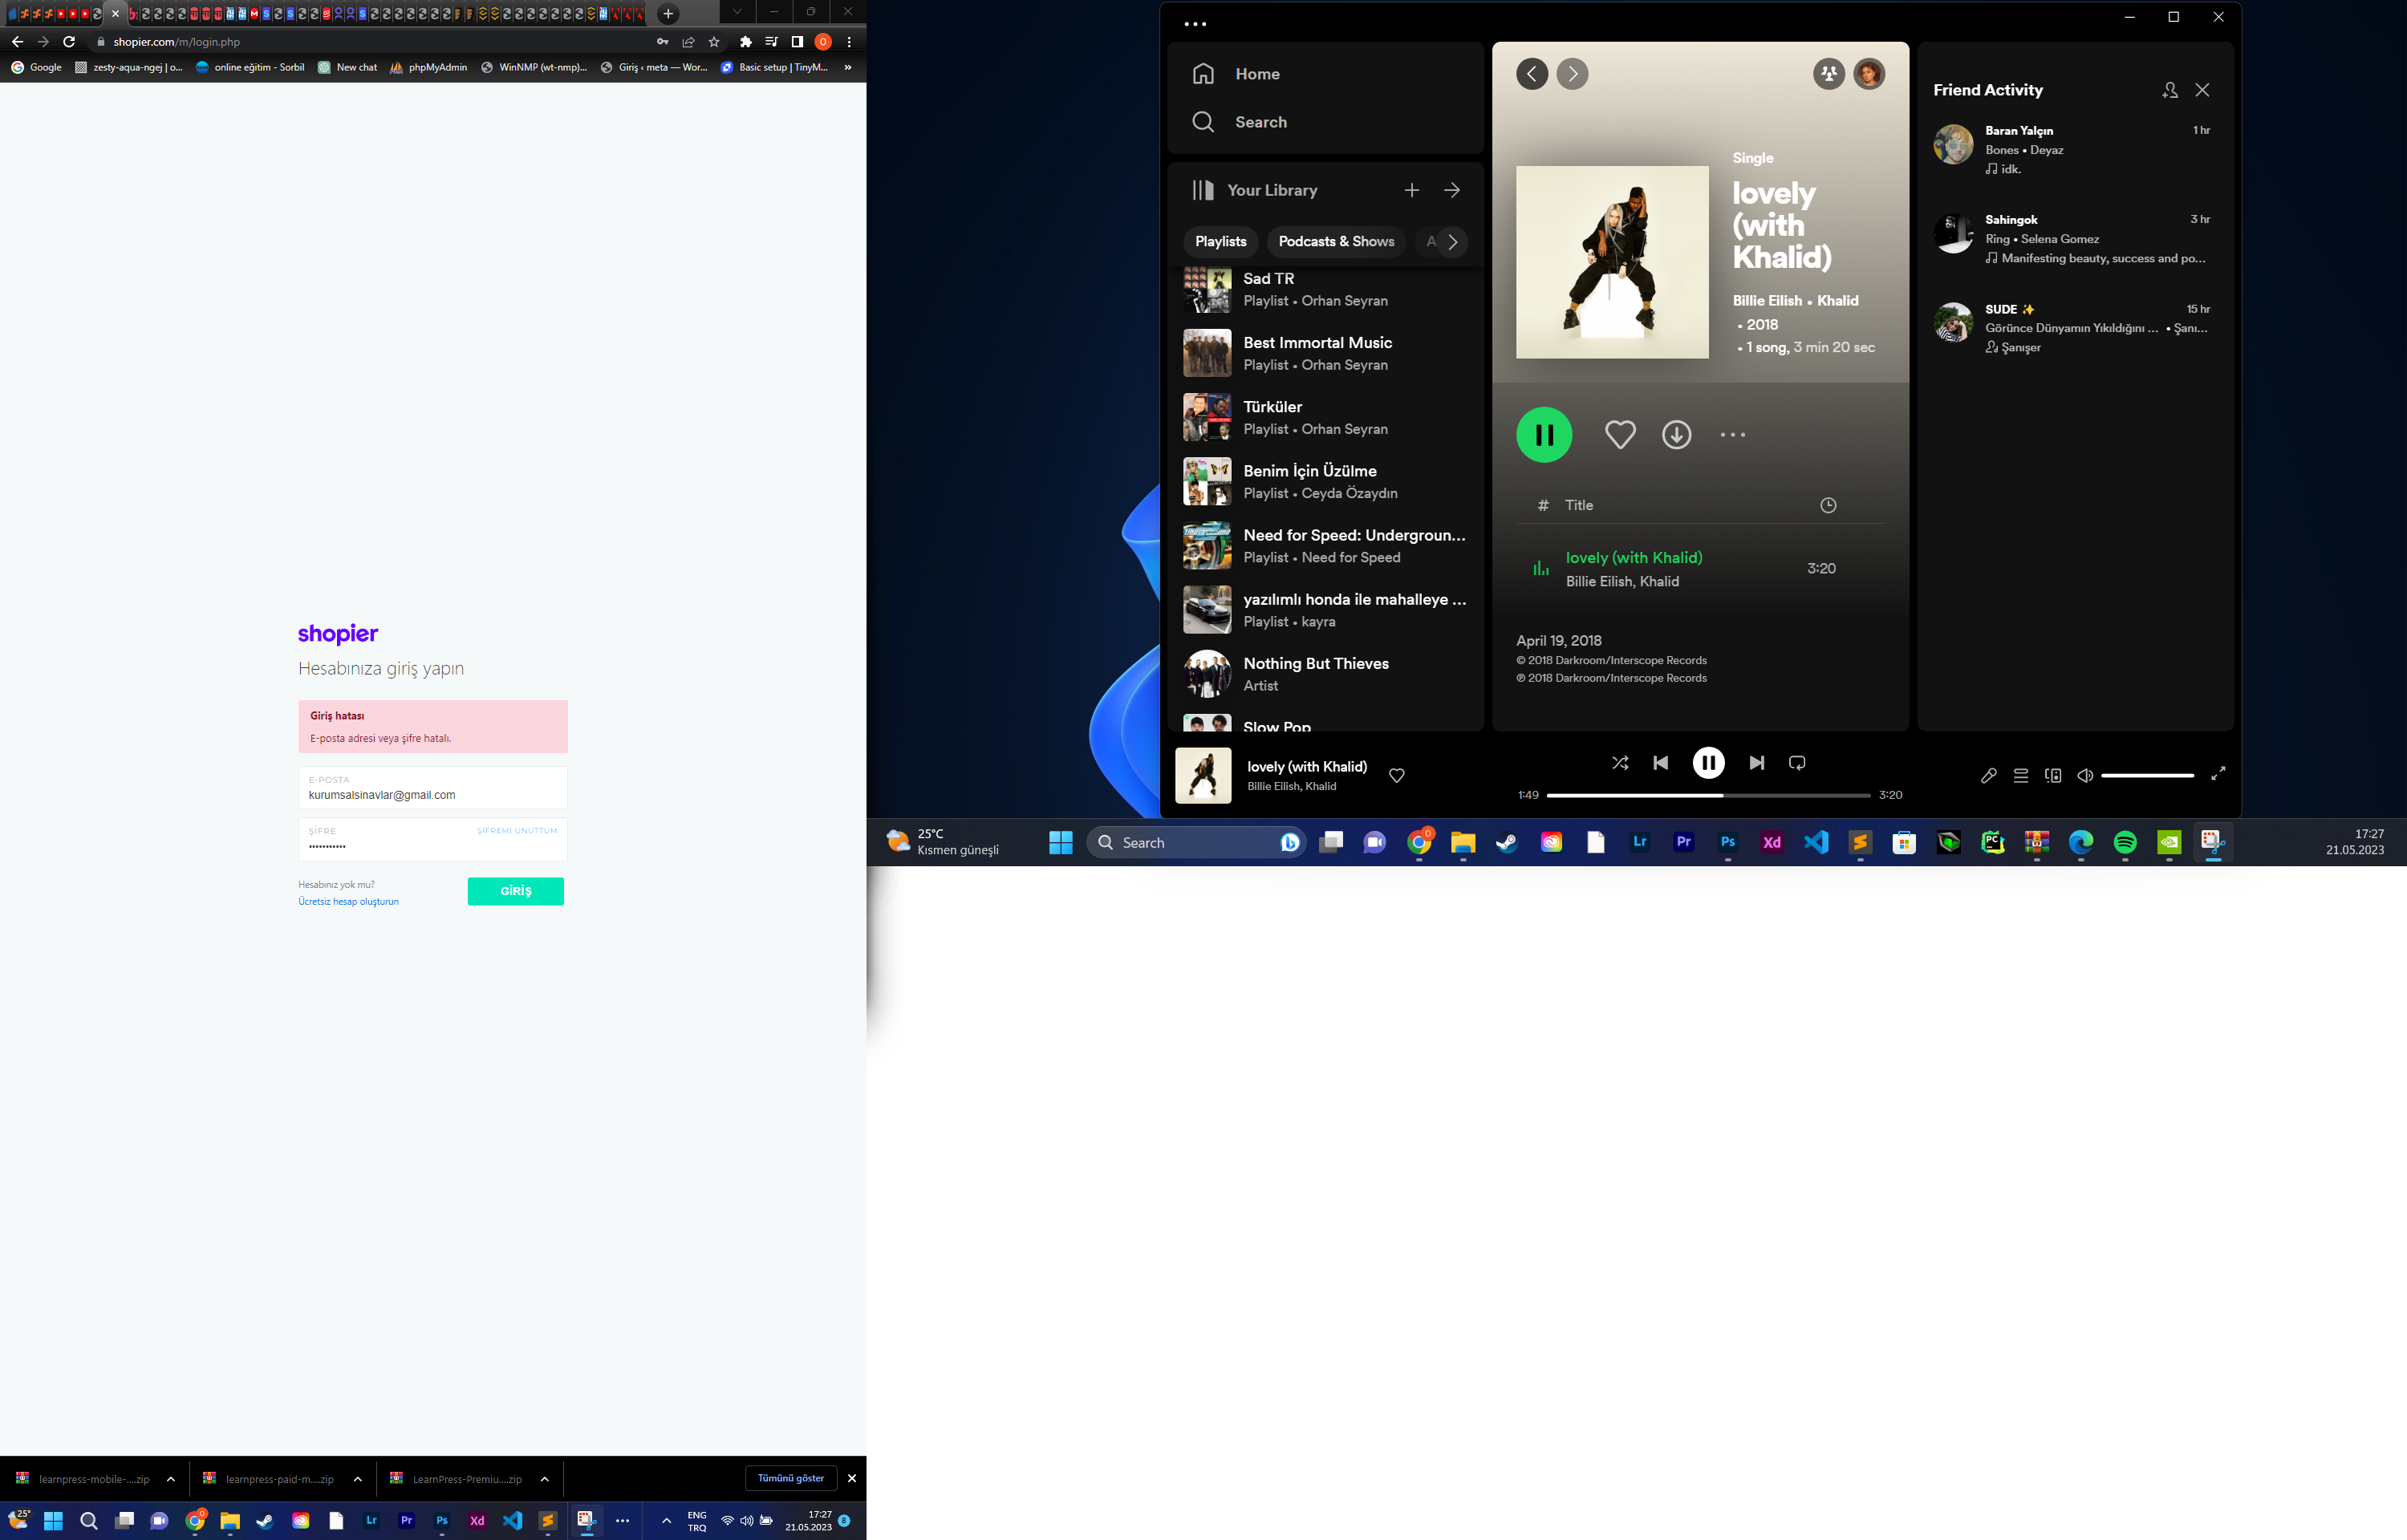 shopier.com/m/login.php
Google
zesty-aqua-ngej | o...
online eğitim - Sorbil
New chat
phpMyAdmin
WinNMP (wt-nmp)...
Giriş ‹ meta — Wor...
Basic setup | TinyM...
»
shopier
Hesabınıza giriş yapın
Giriş hatası
E-posta adresi veya şifre hatalı.
E-POSTA
kurumsalsinavlar@gmail.com
ŞİFRE
ŞİFREMİ UNUTTUM
Hesabınız yok mu?
Ücretsiz hesap oluşturun
GİRİŞ
learnpress-mobile-....zip
learnpress-paid-m....zip
LearnPress-Premiu....zip
Tümünü göster
25°
Lr
Pr
Ps
Xd
ENG
TRQ
17:27
21.05.2023
8
Home
Search
Your Library
Playlists
Podcasts & Shows
A
Sad TR
Playlist • Orhan Seyran
Best Immortal Music
Playlist • Orhan Seyran
Türküler
Playlist • Orhan Seyran
Benim İçin Üzülme
Playlist • Ceyda Özaydın
Need for Speed: Undergroun...
Playlist • Need for Speed
yazılımlı honda ile mahalleye ...
Playlist • kayra
Nothing But Thieves
Artist
Slow Pop
Single
lovely
(with
Khalid)
Billie Eilish • Khalid
• 2018
• 1 song, 3 min 20 sec
# Title
lovely (with Khalid)
Billie Eilish, Khalid
3:20
April 19, 2018
© 2018 Darkroom/Interscope Records
℗ 2018 Darkroom/Interscope Records
Friend Activity
Baran Yalçın
1 hr
Bones • Deyaz
idk.
Sahingok
3 hr
Ring • Selena Gomez
Manifesting beauty, success and po...
SUDE ✨
15 hr
Görünce Dünyamın Yıkıldığını ... • Şanı...
Şanışer
lovely (with Khalid)
Billie Eilish, Khalid
1:49
3:20
25°C
Kısmen güneşli
Search
Lr
Pr
Ps
Xd
PC
17:27
21.05.2023